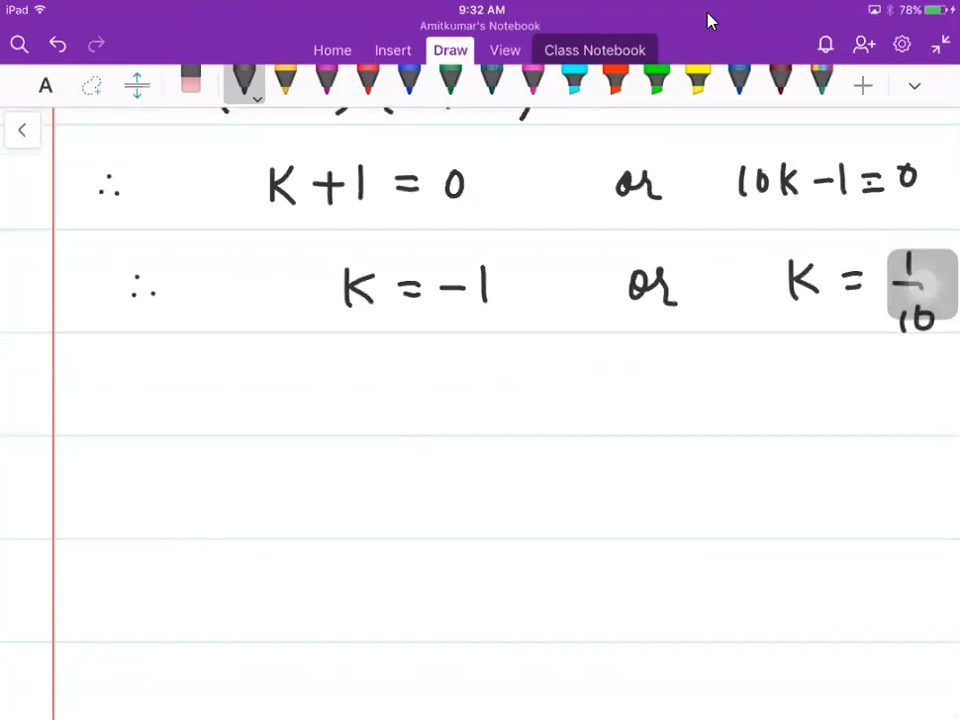 iPad 9:32 AM 78%
Amitkumar's Notebook
Home Insert Draw View Class Notebook
A
∴ K + 1 = 0 or 10K - 1 = 0
∴ K = -1 or K = 1/10